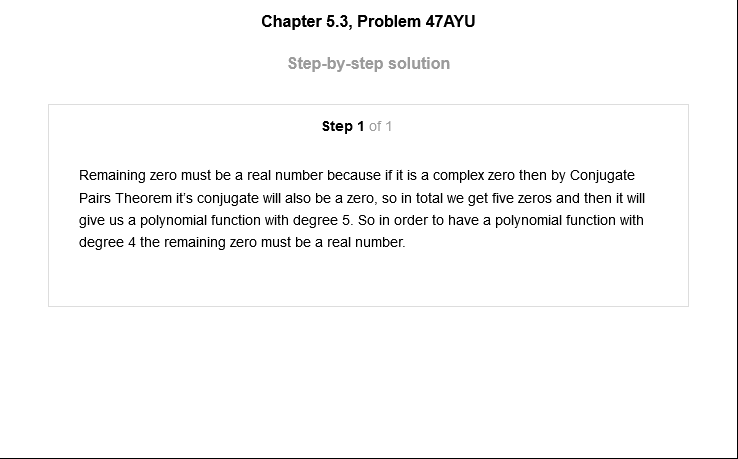 Chapter 5.3, Problem 47AYU
Step-by-step solution
Step 1 of 1
Remaining zero must be a real number because if it is a complex zero then by Conjugate
Pairs Theorem it's conjugate will also be a zero, so in total we get five zeros and then it will
give us a polynomial function with degree 5. So in order to have a polynomial function with
degree 4 the remaining zero must be a real number.